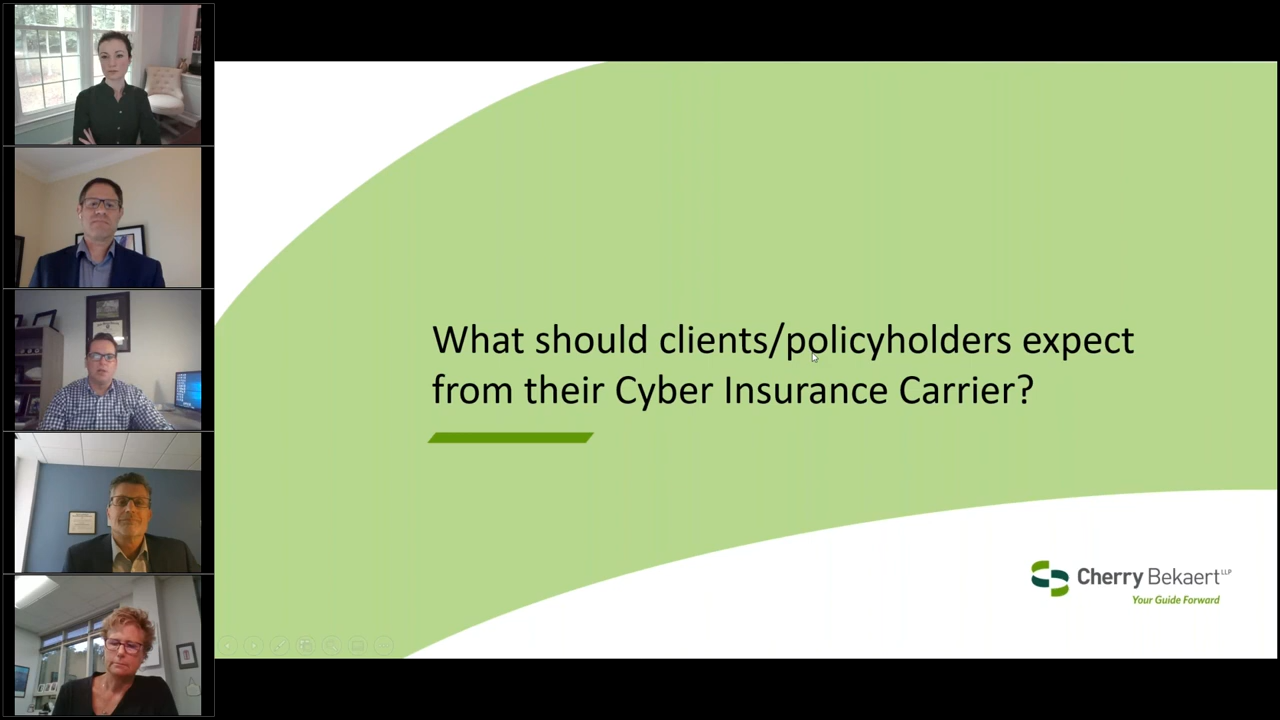 What should clients/policyholders expect
from their Cyber Insurance Carrier?
Cherry Bekaert LLP
Your Guide Forward